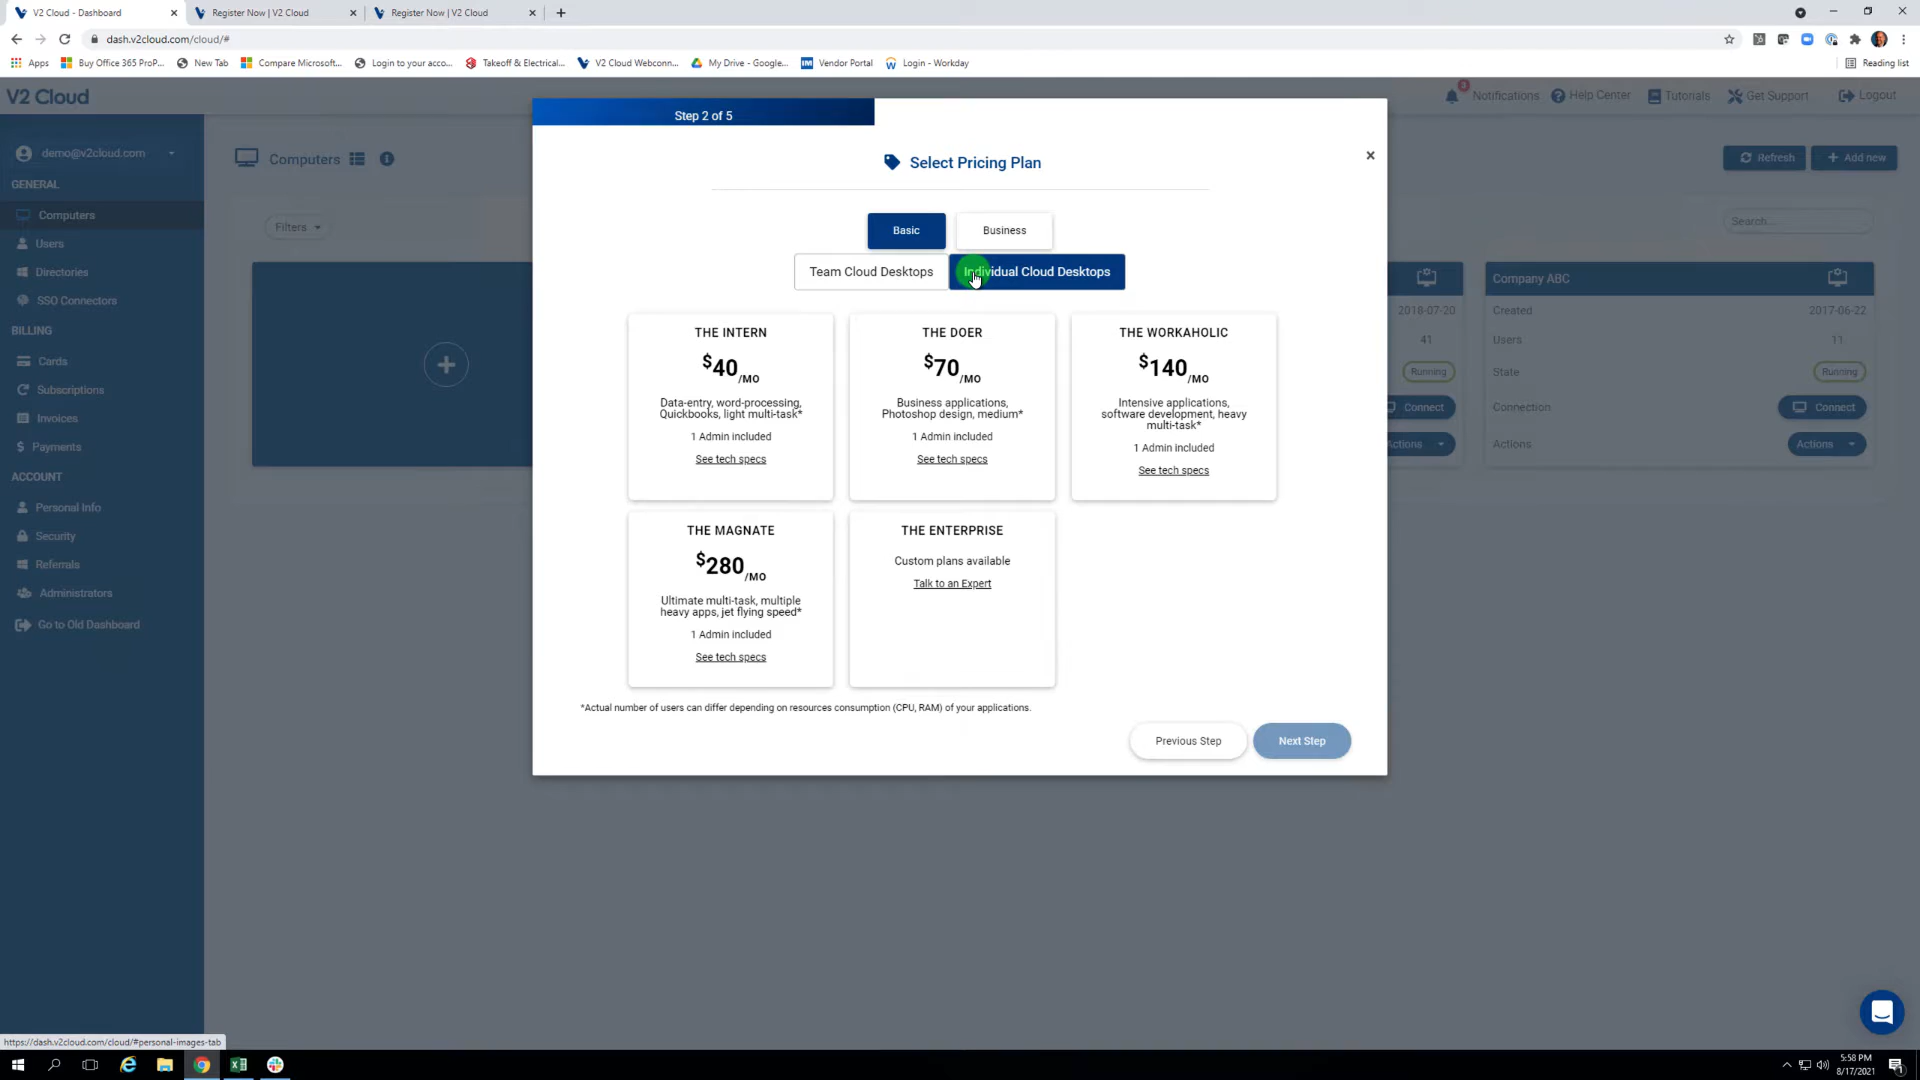 V2 Cloud - Dashboard
Register Now | V2 Cloud
Register Now | V2 Cloud
dash.v2cloud.com/cloud/#
Apps
Buy Office 365 ProP...
New Tab
Compare Microsoft...
Login to your acco...
Takeoff & Electrical...
V2 Cloud Webconn...
My Drive - Google...
Vendor Portal
Login - Workday
Reading list
V2 Cloud
3
Notifications
Help Center
Tutorials
Get Support
Logout
demo@v2cloud.com
GENERAL
Computers
Users
Directories
SSO Connectors
BILLING
Cards
Subscriptions
Invoices
$ Payments
ACCOUNT
Personal Info
Security
Referrals
Administrators
Go to Old Dashboard
Computers
Refresh
+ Add new
Filters
Search...
2018-07-20
41
Running
Connect
Actions
Company ABC
Created 2017-06-22
Users 11
State Running
Connection Connect
Actions Actions
Step 2 of 5
Select Pricing Plan
×
Basic
Business
Team Cloud Desktops
Individual Cloud Desktops
THE INTERN
$40/MO
Data-entry, word-processing,
Quickbooks, light multi-task*
1 Admin included
See tech specs
THE DOER
$70/MO
Business applications,
Photoshop design, medium*
1 Admin included
See tech specs
THE WORKAHOLIC
$140/MO
Intensive applications,
software development, heavy
multi-task*
1 Admin included
See tech specs
THE MAGNATE
$280/MO
Ultimate multi-task, multiple
heavy apps, jet flying speed*
1 Admin included
See tech specs
THE ENTERPRISE
Custom plans available
Talk to an Expert
*Actual number of users can differ depending on resources consumption (CPU, RAM) of your applications.
Previous Step
Next Step
https://dash.v2cloud.com/cloud/#personal-images-tab
5:58 PM
8/17/2021